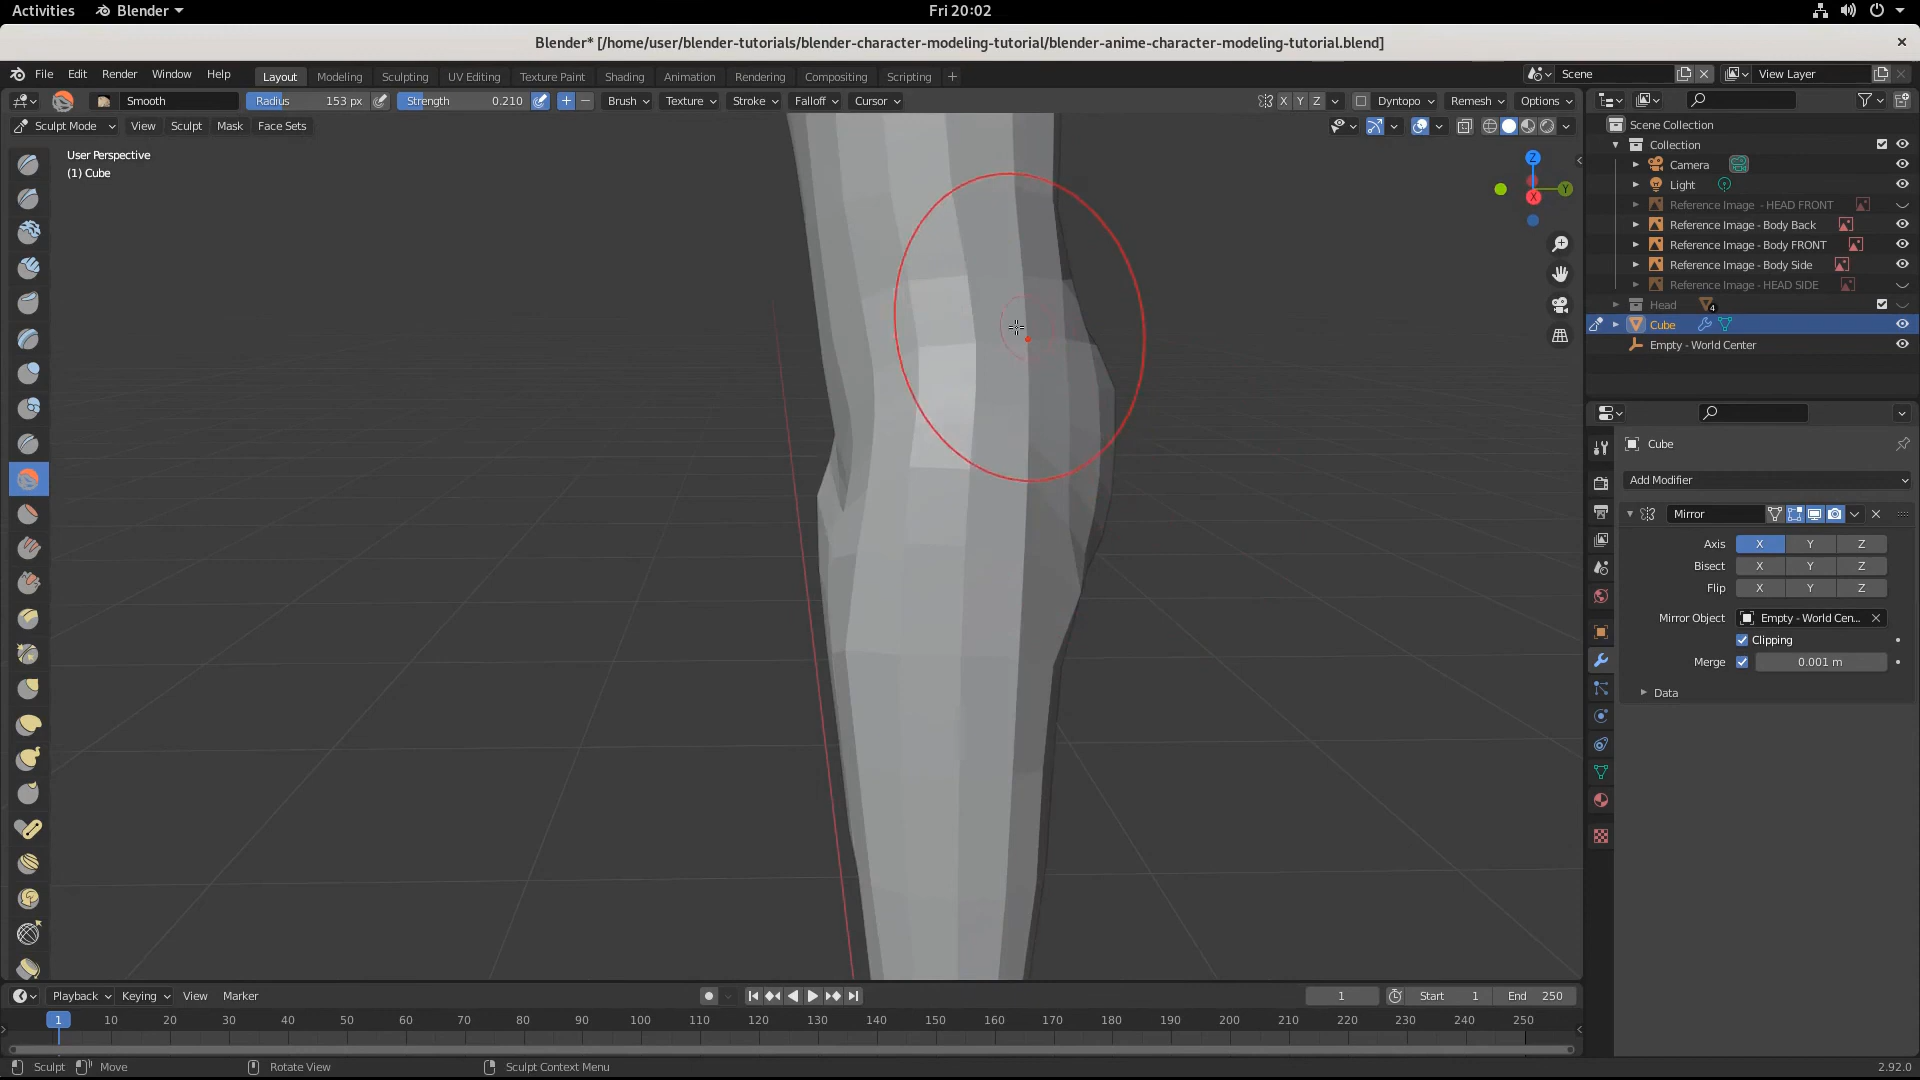 Activities Blender Fri 20:02
Blender* [/home/user/blender-tutorials/blender-character-modeling-tutorial/blender-anime-character-modeling-tutorial.blend]
File Edit Render Window Help Layout Modeling Sculpting UV Editing Texture Paint Shading Animation Rendering Compositing Scripting + Scene View Layer
Smooth Radius 153 px Strength 0.210 Brush Texture Stroke Falloff Cursor X Y Z Dyntopo Remesh Options
Sculpt Mode View Sculpt Mask Face Sets
User Perspective
(1) Cube
Z
Y
X
Scene Collection
Collection
Camera
Light
Reference Image - HEAD FRONT
Reference Image - Body Back
Reference Image - Body FRONT
Reference Image - Body Side
Reference Image - HEAD SIDE
Head 4
Cube
Empty - World Center
Cube
Add Modifier
Mirror
Axis X Y Z
Bisect X Y Z
Flip X Y Z
Mirror Object Empty - World Cen...
Clipping
Merge 0.001 m
Data
Playback Keying View Marker 1 Start 1 End 250
1 10 20 30 40 50 60 70 80 90 100 110 120 130 140 150 160 170 180 190 200 210 220 230 240 250
Sculpt Move Rotate View Sculpt Context Menu 2.92.0